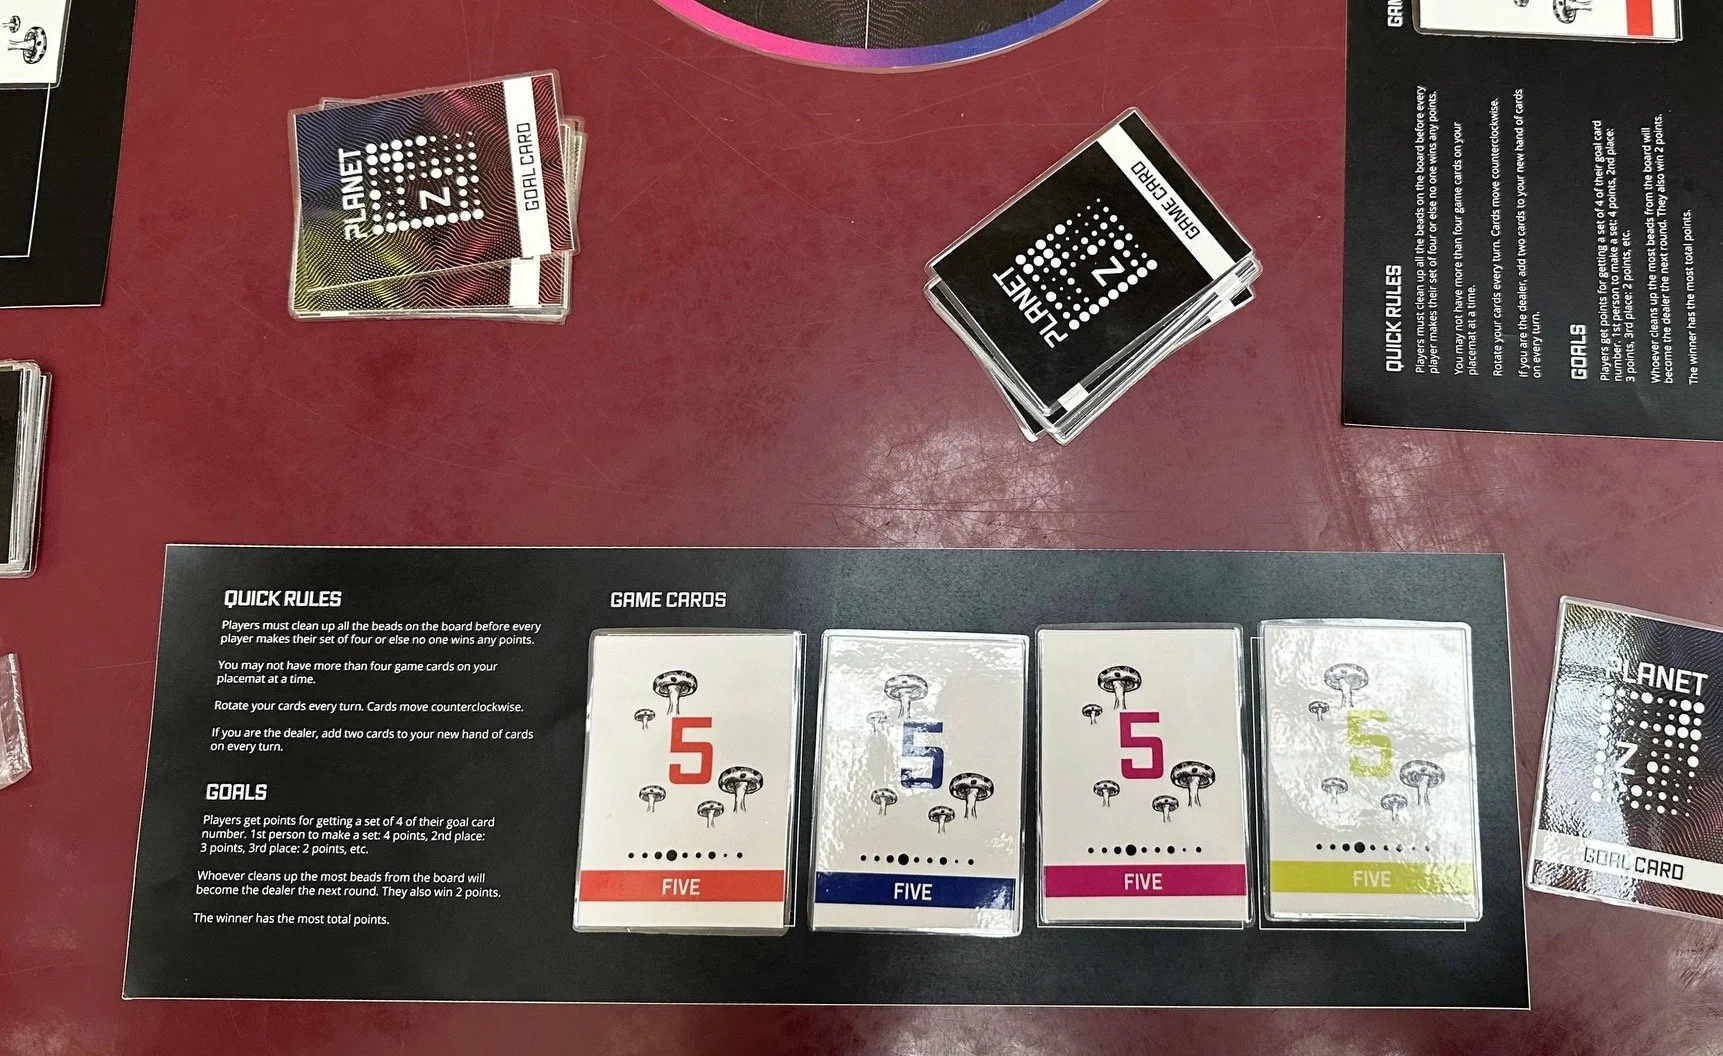 PLANET
Z
GOAL CARD
PLANET
Z
GAME CARD
QUICK RULES
Players must clean up all the beads on the board before every
player makes their set of four or else no one wins any points.
You may not have more than four game cards on your
placemat at a time.
Rotate your cards every turn. Cards move counterclockwise.
If you are the dealer, add two cards to your new hand of cards
on every turn.
GOALS
Players get points for getting a set of 4 of their goal card
number. 1st person to make a set: 4 points, 2nd place:
3 points, 3rd place: 2 points, etc.
Whoever cleans up the most beads from the board will
become the dealer the next round. They also win 2 points.
The winner has the most total points.
QUICK RULES
Players must clean up all the beads on the board before every
player makes their set of four or else no one wins any points.
You may not have more than four game cards on your
placemat at a time.
Rotate your cards every turn. Cards move counterclockwise.
If you are the dealer, add two cards to your new hand of cards
on every turn.
GOALS
Players get points for getting a set of 4 of their goal card
number. 1st person to make a set: 4 points, 2nd place:
3 points, 3rd place: 2 points, etc.
Whoever cleans up the most beads from the board will
become the dealer the next round. They also win 2 points.
The winner has the most total points.
GAME CARDS
5
FIVE
5
FIVE
5
FIVE
5
FIVE
PLANET
Z
GOAL CARD